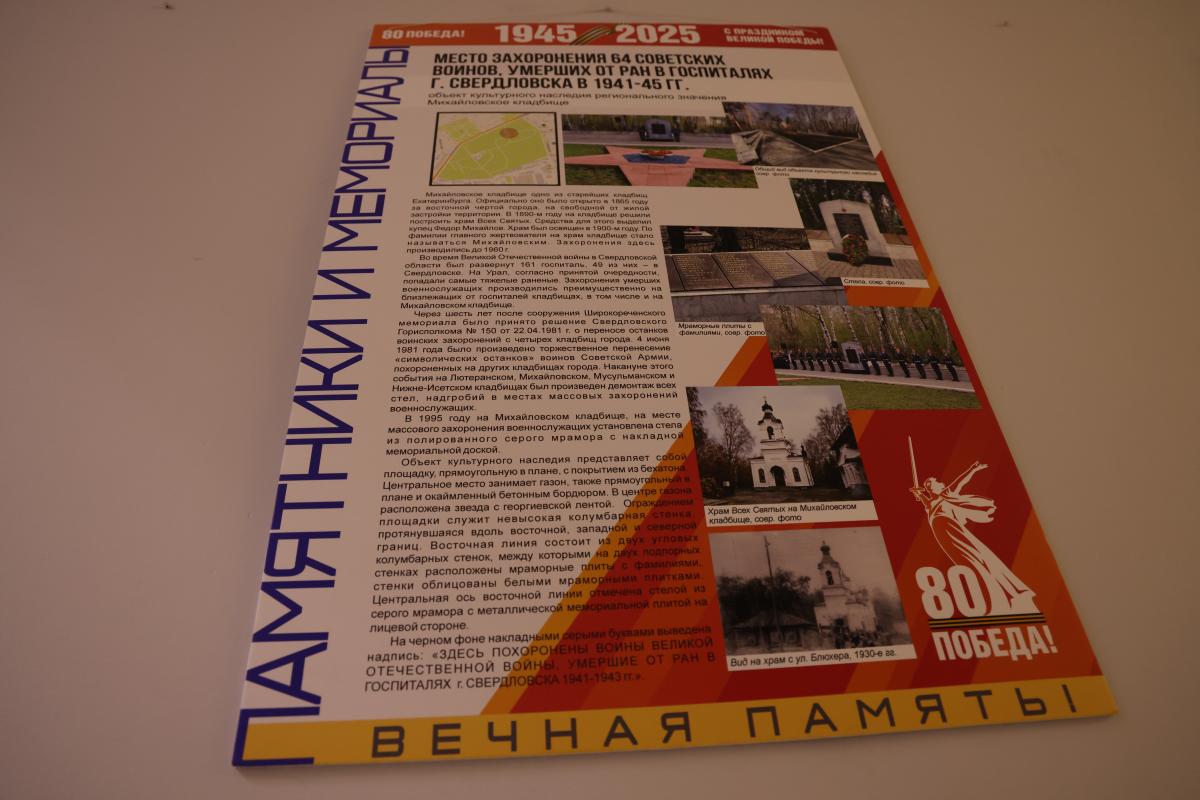 80 ПОБЕДА!
1945 2025
С ПРАЗДНИКОМ
ВЕЛИКОЙ ПОБЕДЫ!
ПАМЯТНИКИ И МЕМОРИАЛЫ
МЕСТО ЗАХОРОНЕНИЯ 64 СОВЕТСКИХ
ВОИНОВ, УМЕРШИХ ОТ РАН В ГОСПИТАЛЯХ
Г. СВЕРДЛОВСКА В 1941-45 ГГ.
объект культурного наследия регионального значения
Михайловское кладбище
Общий вид объекта культурного наследия
совр. фото
Михайловское кладбище одно из старейших кладбищ
Екатеринбурга. Официально оно было открыто в 1865 году
за восточной чертой города, на свободной от жилой
застройки территории. В 1890-м году на кладбище решили
построить храм Всех Святых. Средства для этого выделил
купец Федор Михайлов. Храм был освящен в 1900-м году. По
фамилии главного жертвователя на храм кладбище стало
называться Михайловским. Захоронения здесь
производились до 1960 г.
Во время Великой Отечественной войны в Свердловской
области был развернут 161 госпиталь, 49 из них – в
Свердловске. На Урал, согласно принятой очередности,
попадали самые тяжелые раненые. Захоронения умерших
военнослужащих производились преимущественно на
близлежащих от госпиталей кладбищах, в том числе и на
Михайловском кладбище.
Через шесть лет после сооружения Широкореченского
мемориала было принято решение Свердловского
Горисполкома № 150 от 22.04.1981 г. о переносе останков
воинских захоронений с четырех кладбищ города. 4 июня
1981 года было произведено торжественное перенесение
«символических останков» воинов Советской Армии,
похороненных на других кладбищах города. Накануне этого
события на Лютеранском, Михайловском, Мусульманском и
Нижне-Исетском кладбищах был произведен демонтаж всех
стел, надгробий в местах массовых захоронений
военнослужащих.
В 1995 году на Михайловском кладбище, на месте
массового захоронения военнослужащих установлена стела
из полированного серого мрамора с накладной
мемориальной доской.
Объект культурного наследия представляет собой
площадку, прямоугольную в плане, с покрытием из бехатона.
Центральное место занимает газон, также прямоугольный в
плане и окаймленный бетонным бордюром. В центре газона
расположена звезда с георгиевской лентой. Ограждением
площадки служит невысокая колумбарная стенка,
протянувшаяся вдоль восточной, западной и северной
границ. Восточная линия состоит из двух угловых
колумбарных стенок, между которыми на двух подпорных
стенках расположены мраморные плиты с фамилиями,
стенки облицованы белыми мраморными плитками.
Центральная ось восточной линии отмечена стелой из
серого мрамора с металлической мемориальной плитой на
лицевой стороне.
На черном фоне накладными серыми буквами выведена
надпись: «ЗДЕСЬ ПОХОРОНЕНЫ ВОИНЫ ВЕЛИКОЙ
ОТЕЧЕСТВЕННОЙ ВОЙНЫ, УМЕРШИЕ ОТ РАН В
ГОСПИТАЛЯХ г. СВЕРДЛОВСКА 1941-1943 гг.».
Стела, совр. фото
Мраморные плиты с
фамилиями, совр. фото
Храм Всех Святых на Михайловском
кладбище, совр. фото
Вид на храм с ул. Блюхера, 1930-е гг.
80
ПОБЕДА!
ВЕЧНАЯ ПАМЯТЬ!